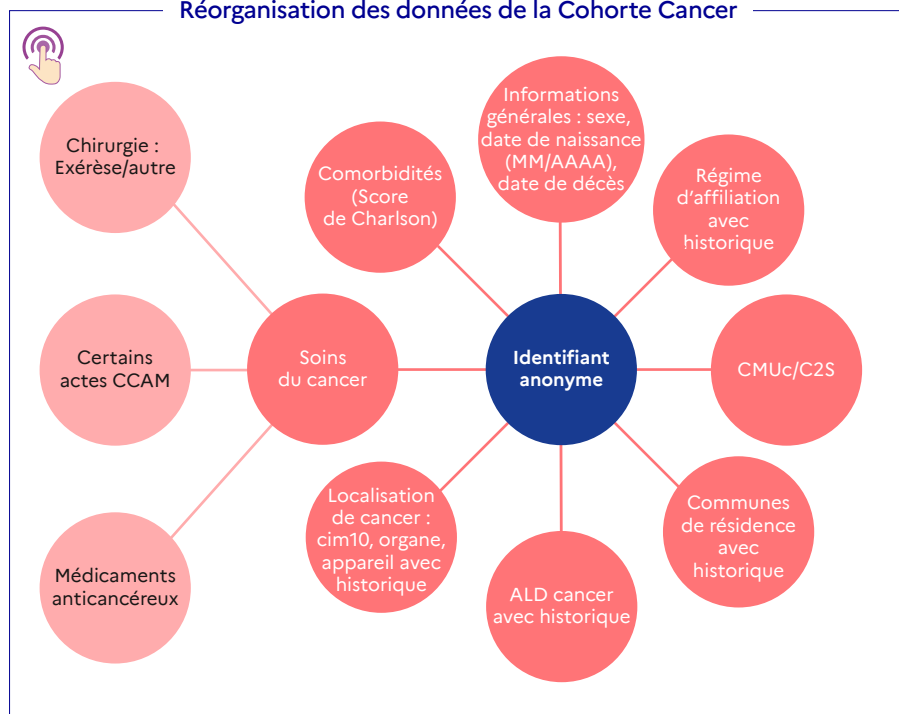 Réorganisation des données de la Cohorte Cancer
Chirurgie :
Exérèse/autre
Certains
actes CCAM
Médicaments
anticancéreux
Soins
du cancer
Comorbidités
(Score
de Charlson)
Informations
générales : sexe,
date de naissance
(MM/AAAA),
date de décès
Régime
d'affiliation
avec
historique
Identifiant
anonyme
CMUc/C2S
Localisation
de cancer :
cim10, organe,
appareil avec
historique
ALD cancer
avec historique
Communes
de résidence
avec
historique